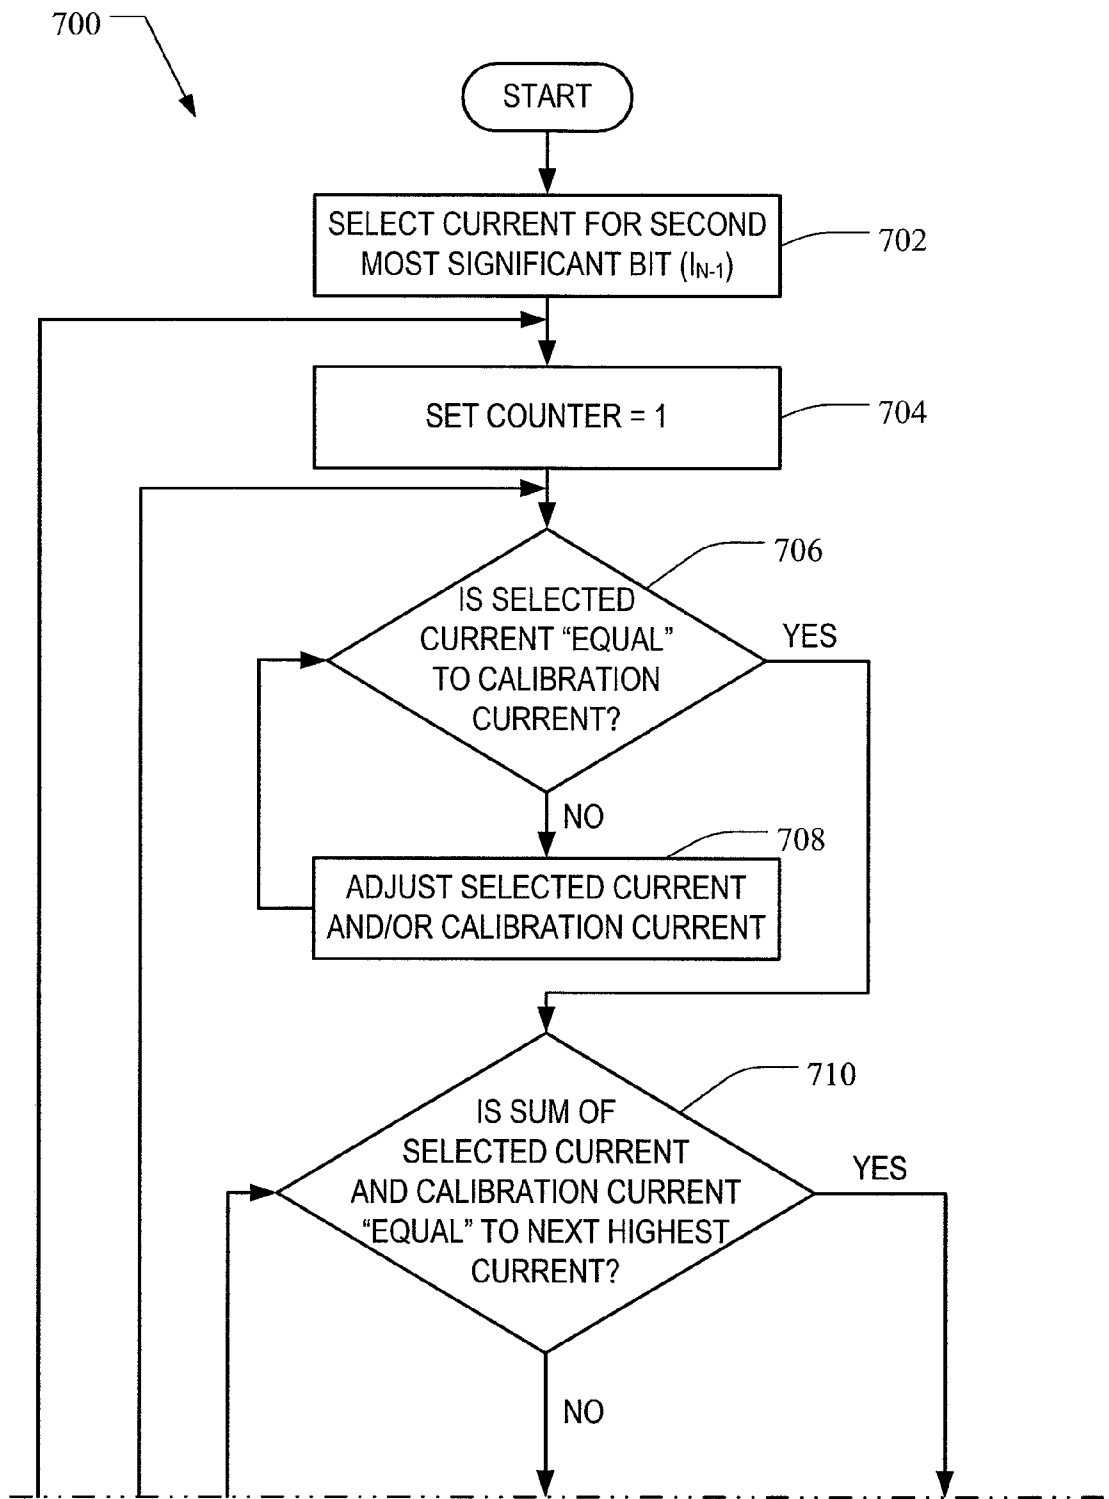 700
START
SELECT CURRENT FOR SECOND
MOST SIGNIFICANT BIT (IN-1)
702
SET COUNTER = 1
704
706
IS SELECTED
CURRENT “EQUAL”
TO CALIBRATION
CURRENT?
YES
NO
708
ADJUST SELECTED CURRENT
AND/OR CALIBRATION CURRENT
710
IS SUM OF
SELECTED CURRENT
AND CALIBRATION CURRENT
“EQUAL” TO NEXT HIGHEST
CURRENT?
YES
NO